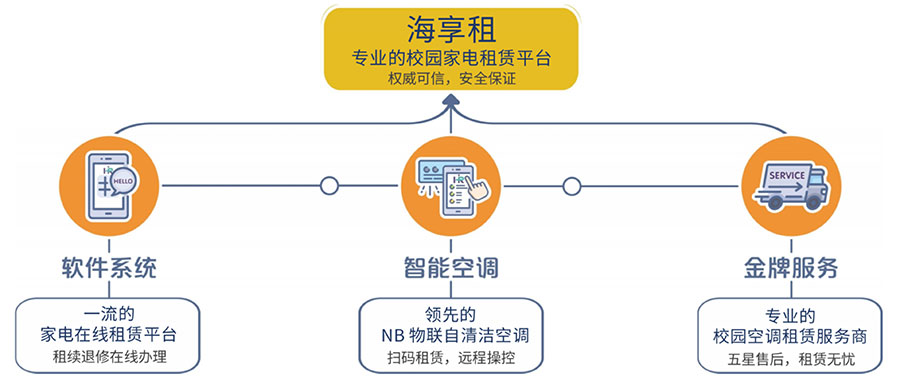 海享租
专业的校园家电租赁平台
权威可信，安全保证
HELLO
SERVICE
软件系统
智能空调
金牌服务
一流的
家电在线租赁平台
租续退修在线办理
领先的
NB 物联自清洁空调
扫码租赁，远程操控
专业的
校园空调租赁服务商
五星售后，租赁无忧